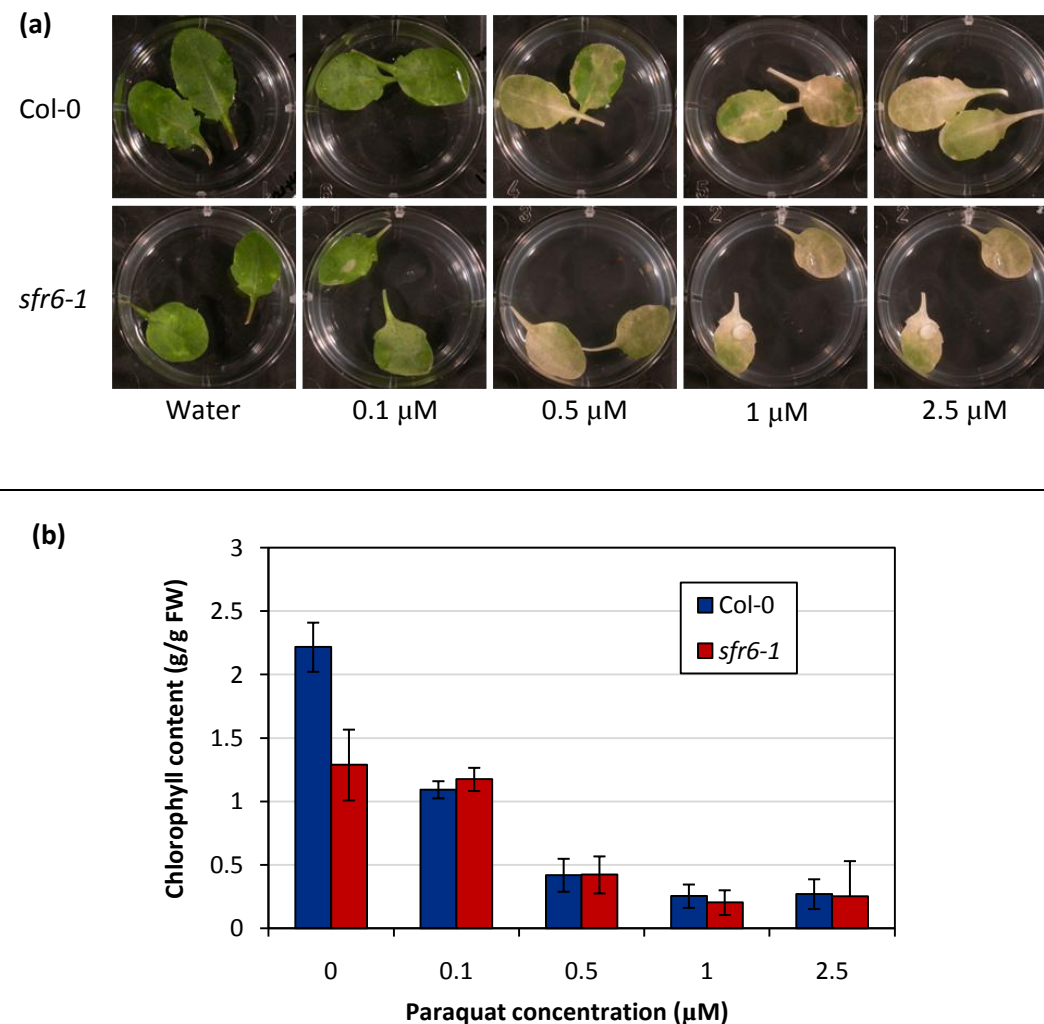 (a)
Col-0
sfr6-1
Water 0.1 µM 0.5 µM 1 µM 2.5 µM
(b)
Chlorophyll content (g/g FW)
3
2.5
2
1.5
1
0.5
0
Col-0
sfr6-1
0 0.1 0.5 1 2.5
Paraquat concentration (µM)